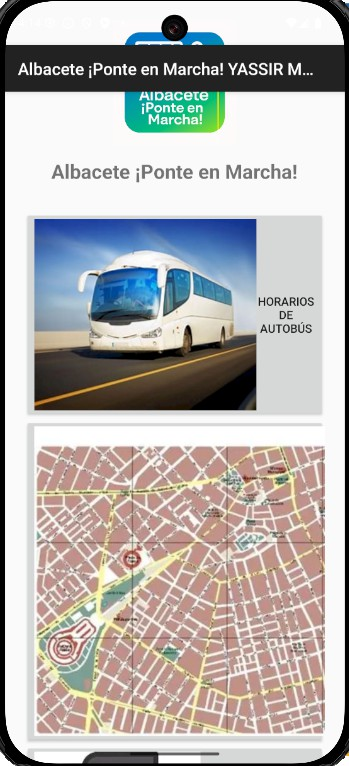 Albacete ¡Ponte en Marcha! YASSIR M...
Albacete
¡Ponte en
Marcha!
Albacete ¡Ponte en Marcha!
HORARIOS
DE
AUTOBÚS